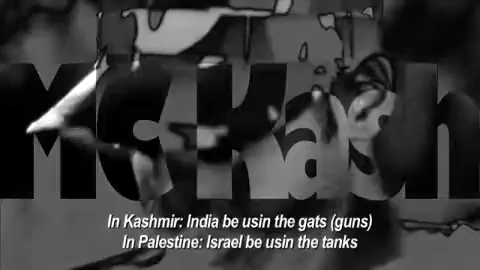 MC Kash
In Kashmir: India be usin the gats (guns)
In Palestine: Israel be usin the tanks